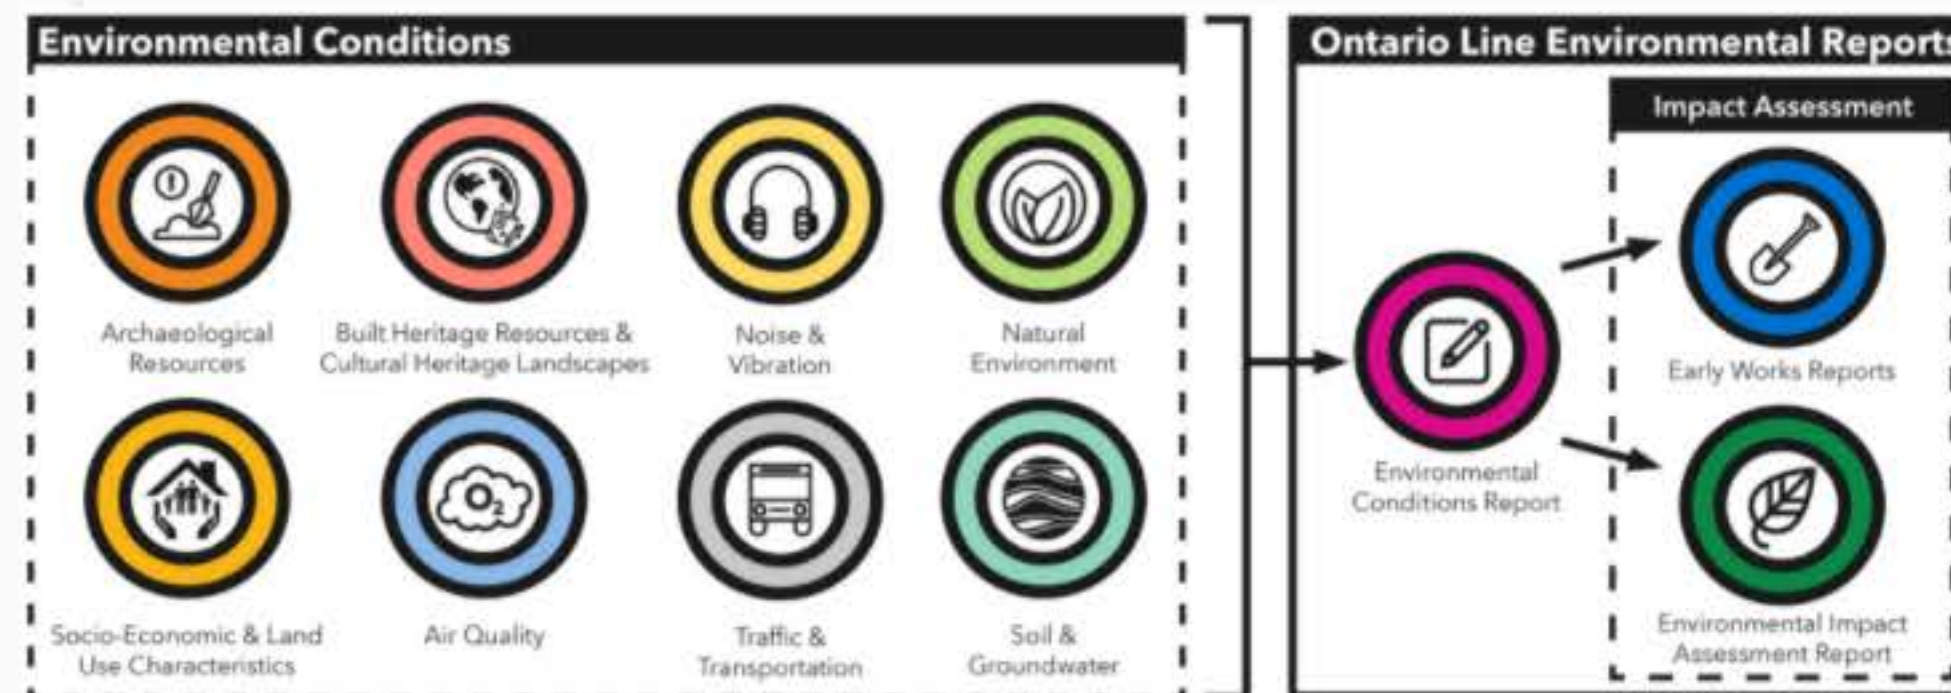 Environmental Conditions
Archaeological
Resources
Built Heritage Resources &
Cultural Heritage Landscapes
Noise &
Vibration
Natural
Environment
Socio-Economic & Land
Use Characteristics
O2
Air Quality
Traffic &
Transportation
Soil &
Groundwater
Ontario Line Environmental Reports
Impact Assessment
Environmental
Conditions Report
Early Works Reports
Environmental Impact
Assessment Report